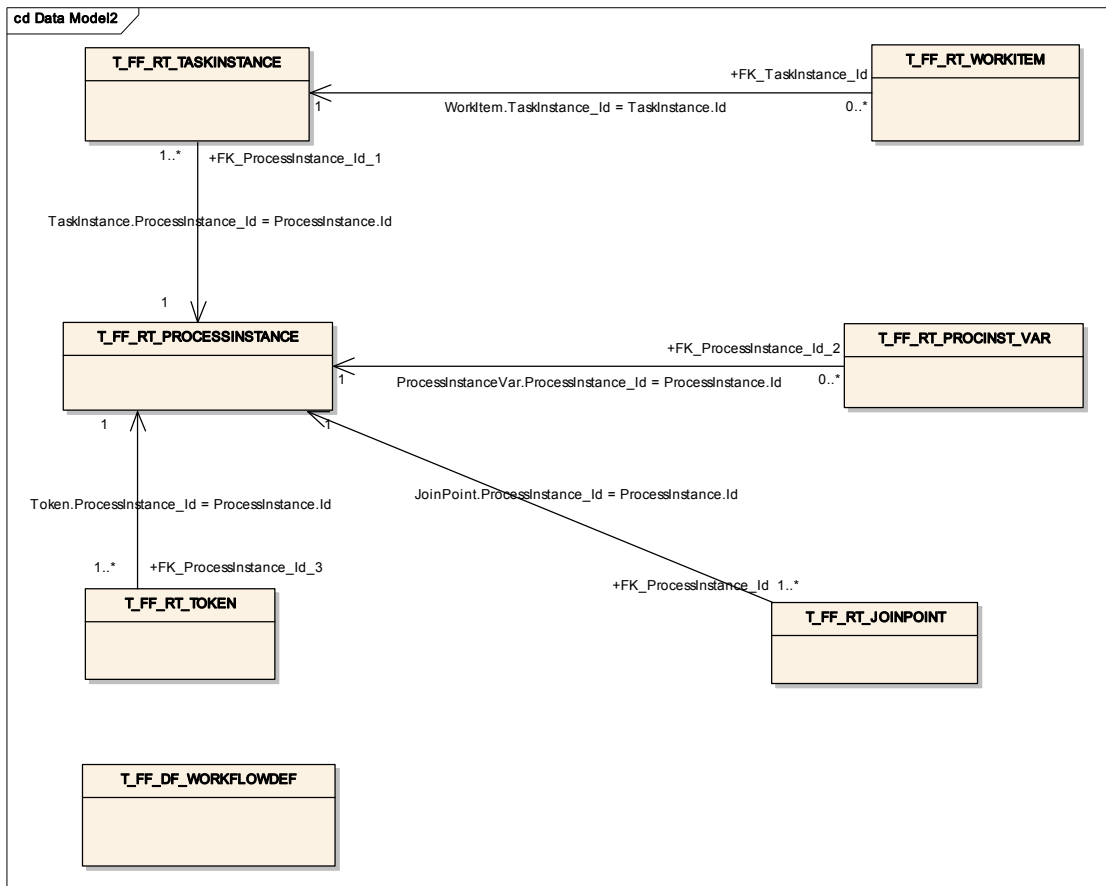 cd Data Model2
T_FF_RT_TASKINSTANCE
T_FF_RT_WORKITEM
+FK_TaskInstance_Id
1
WorkItem.TaskInstance_Id = TaskInstance.Id
0..*
1..*
+FK_ProcessInstance_Id_1
TaskInstance.ProcessInstance_Id = ProcessInstance.Id
1
T_FF_RT_PROCESSINSTANCE
T_FF_RT_PROCINST_VAR
+FK_ProcessInstance_Id_2
1
ProcessInstanceVar.ProcessInstance_Id = ProcessInstance.Id
0..*
1
1
JoinPoint.ProcessInstance_Id = ProcessInstance.Id
Token.ProcessInstance_Id = ProcessInstance.Id
1..*
+FK_ProcessInstance_Id_3
+FK_ProcessInstance_Id
1..*
T_FF_RT_TOKEN
T_FF_RT_JOINPOINT
T_FF_DF_WORKFLOWDEF